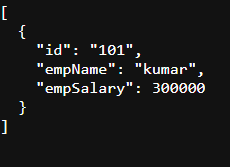 [
  {
    "id": "101",
    "empName": "kumar",
    "empSalary": 300000
  }
]